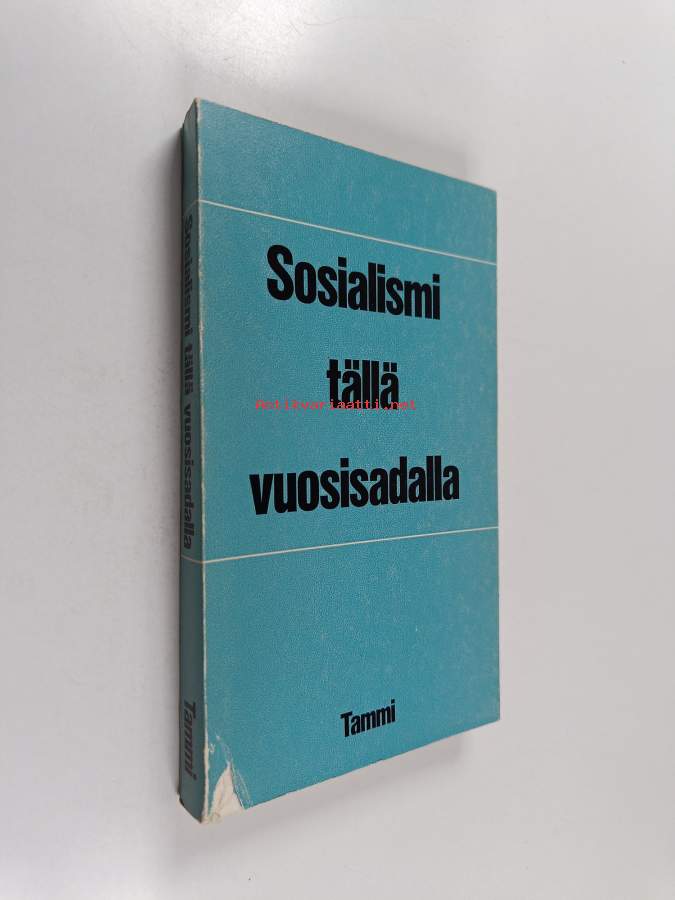 Sosialismi
tällä
vuosisadalla
Tammi
Sosialismi tällä vuosisadalla
Tammi
Antikvariaatti.net